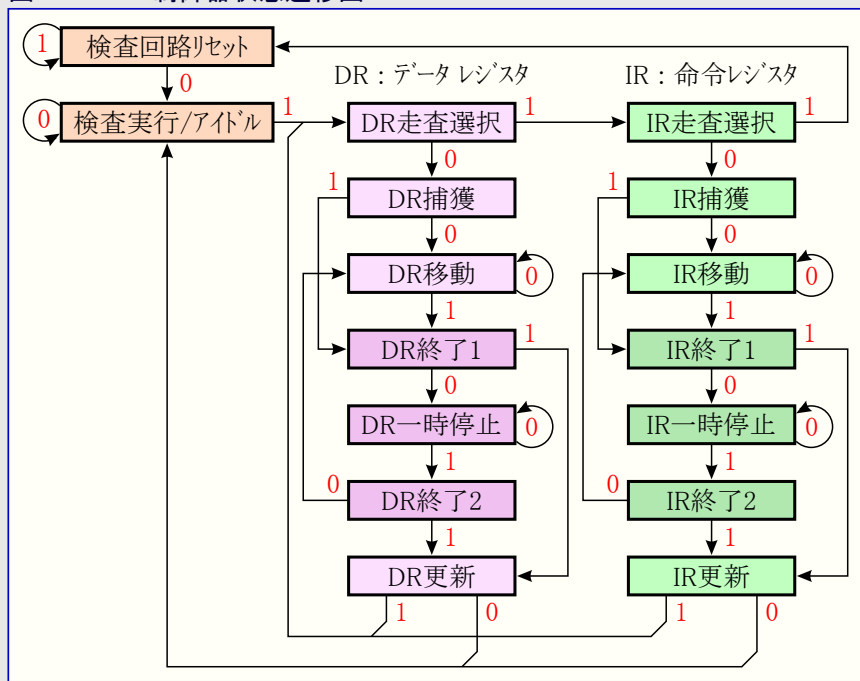 1 検査回路リセット
0
DR：データ レジスタ IR：命令レジスタ
0 検査実行/アイドル 1 DR走査選択 1 IR走査選択 1
0 0
1 DR捕獲 1 IR捕獲
0 0
DR移動 0 IR移動 0
1 1
DR終了1 1 IR終了1 1
0 0
DR一時停止 0 IR一時停止 0
1 1
0 DR終了2 0 IR終了2
1 1
DR更新 IR更新
1 0 1 0